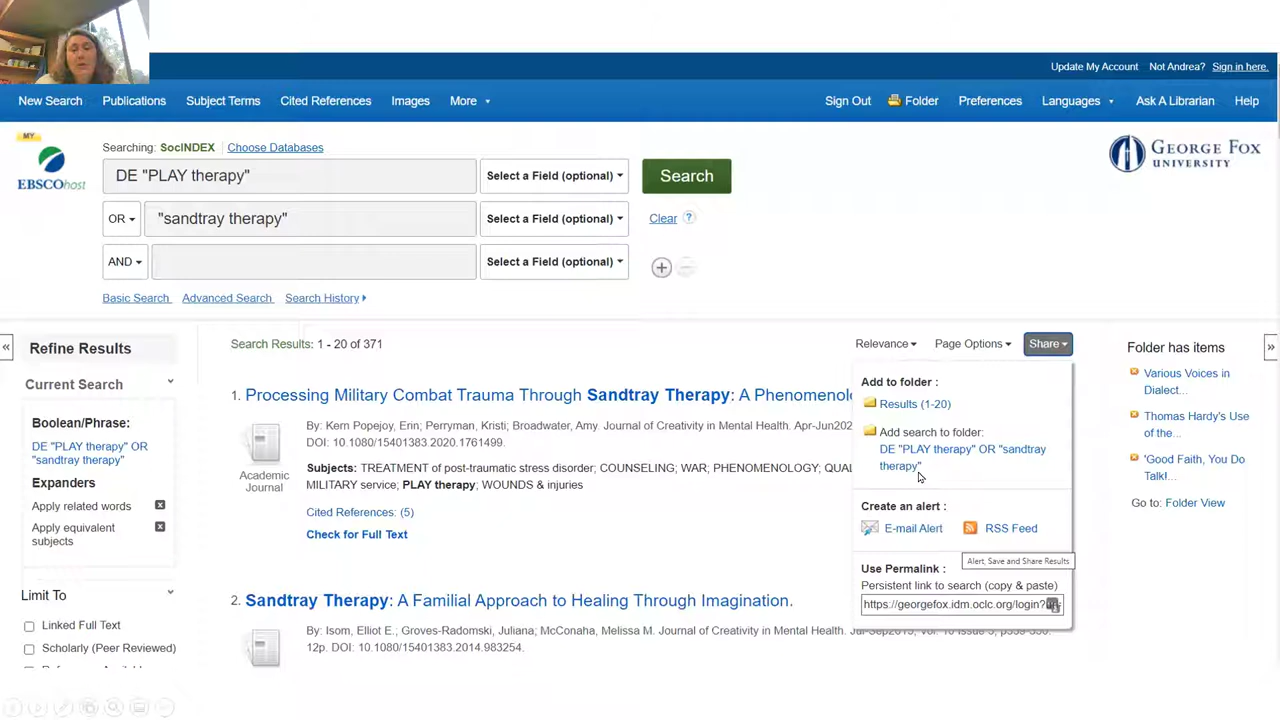 Update My Account Not Andrea? Sign in here.
New Search Publications Subject Terms Cited References Images More Sign Out Folder Preferences Languages Ask A Librarian Help
MY
EBSCOhost
Searching: SocINDEX Choose Databases
GEORGE FOX
UNIVERSITY
DE "PLAY therapy" Select a Field (optional) Search
OR "sandtray therapy" Select a Field (optional) Clear ?
AND Select a Field (optional)
Basic Search Advanced Search Search History
« Refine Results
Current Search
Boolean/Phrase:
DE "PLAY therapy" OR
"sandtray therapy"
Expanders
Apply related words
Apply equivalent
subjects
Limit To
Linked Full Text
Scholarly (Peer Reviewed)
Search Results: 1 - 20 of 371 Relevance Page Options Share
1. Processing Military Combat Trauma Through Sandtray Therapy: A Phenomeno
By: Kern Popejoy, Erin; Perryman, Kristi; Broadwater, Amy. Journal of Creativity in Mental Health. Apr-Jun202
DOI: 10.1080/15401383.2020.1761499.
Academic
Journal
Subjects: TREATMENT of post-traumatic stress disorder; COUNSELING; WAR; PHENOMENOLOGY; QUAL
MILITARY service; PLAY therapy; WOUNDS & injuries
Cited References: (5)
Check for Full Text
2. Sandtray Therapy: A Familial Approach to Healing Through Imagination.
By: Isom, Elliot E.; Groves-Radomski, Juliana; McConaha, Melissa M. Journal of Creativity in Mental Health.
12p. DOI: 10.1080/15401383.2014.983254.
Add to folder :
Results (1-20)
Add search to folder:
DE "PLAY therapy" OR "sandtray
therapy"
Create an alert :
E-mail Alert RSS Feed
Alert, Save and Share Results
Use Permalink :
Persistent link to search (copy & paste)
https://georgefox.idm.oclc.org/login?
Folder has items »
Various Voices in
Dialect...
Thomas Hardy's Use
of the...
'Good Faith, You Do
Talk!...
Go to: Folder View